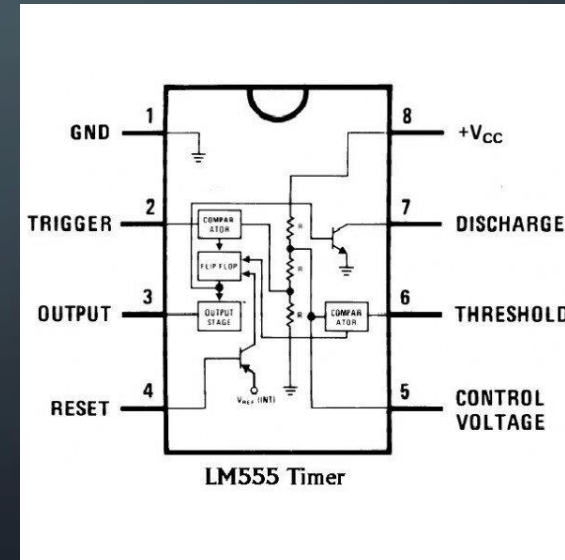 1
GND
8
+VCC
2
TRIGGER
7
DISCHARGE
COMPAR
ATOR
R
FLIP FLOP
R
3
OUTPUT
OUTPUT
STAGE
R
COMPAR
ATOR
6
THRESHOLD
4
RESET
VREF (INT)
5
CONTROL
VOLTAGE
LM555 Timer